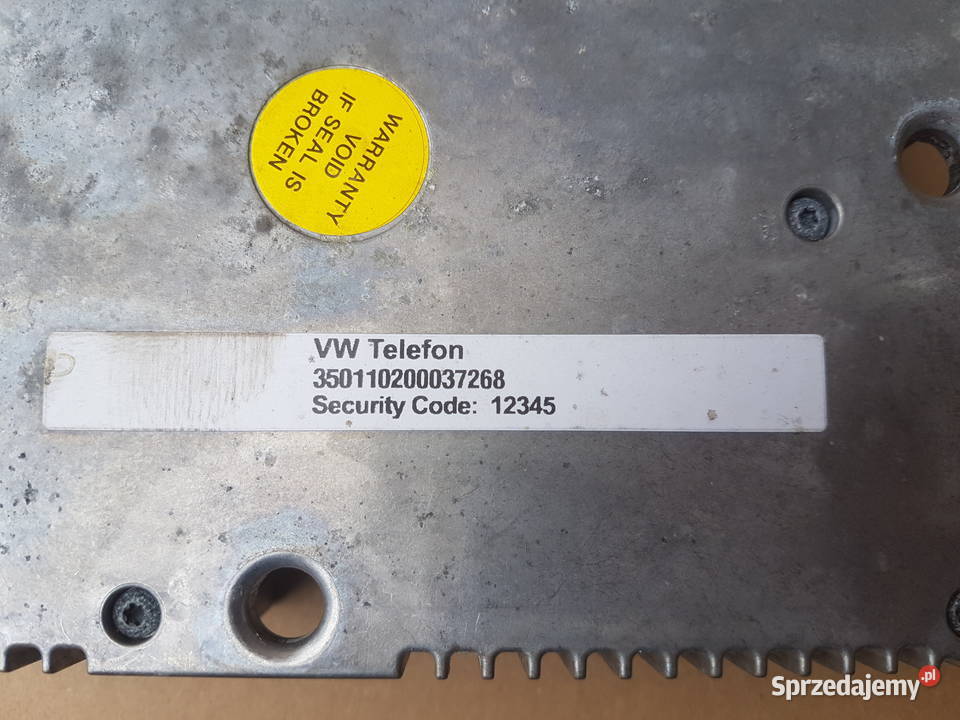 WARRANTY
VOID
IF SEAL IS
BROKEN
VW Telefon
350110200037268
Security Code: 12345
Sprzedajemy.pl